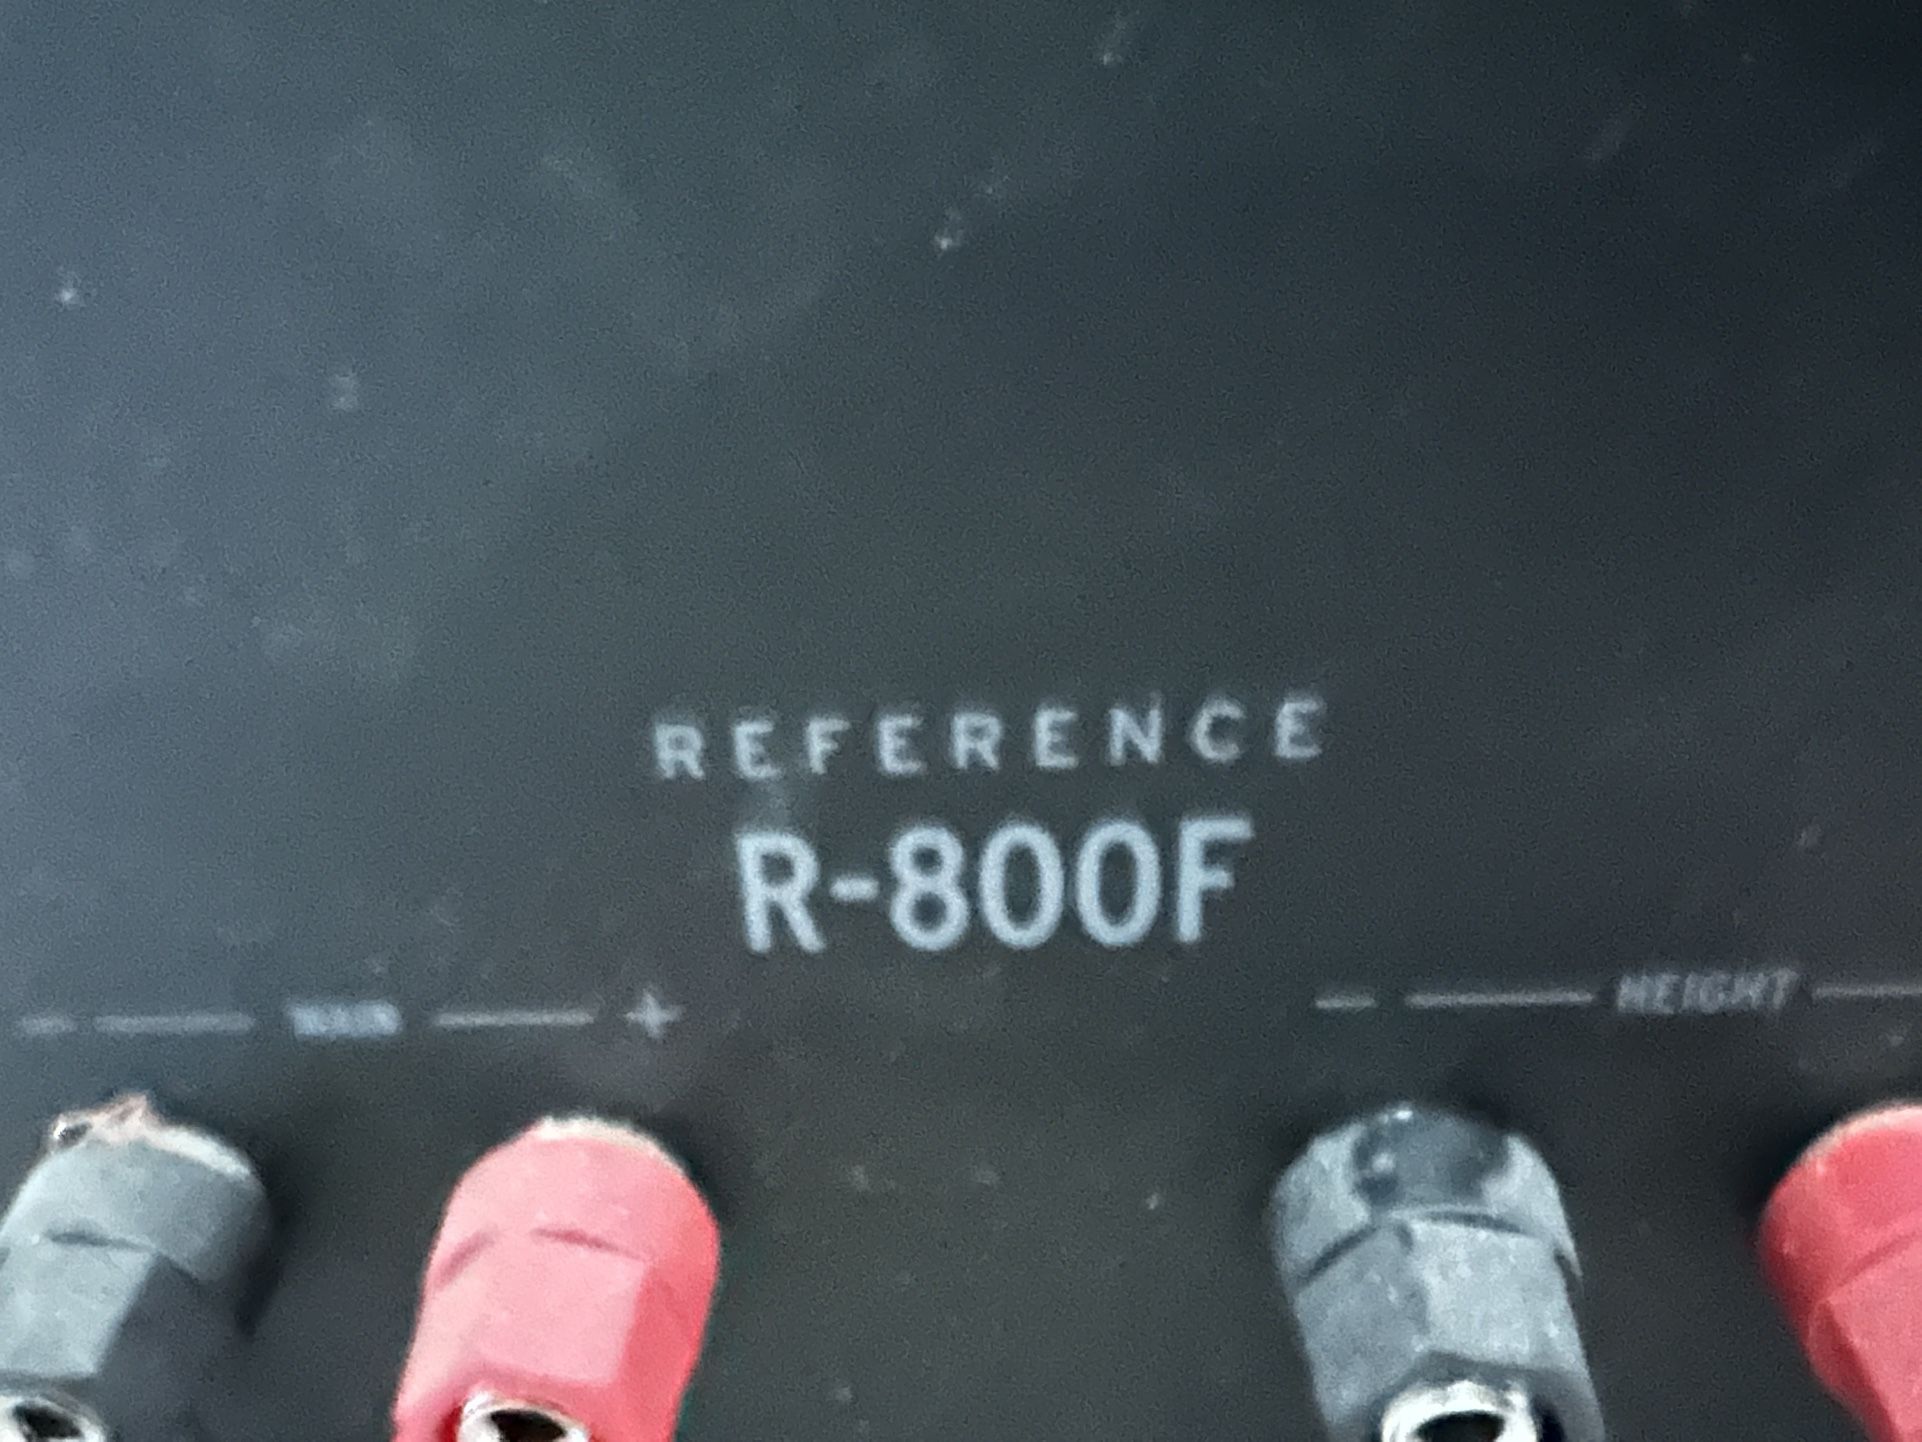 REFERENCE
R-800F
– MAIN +
– HEIGHT